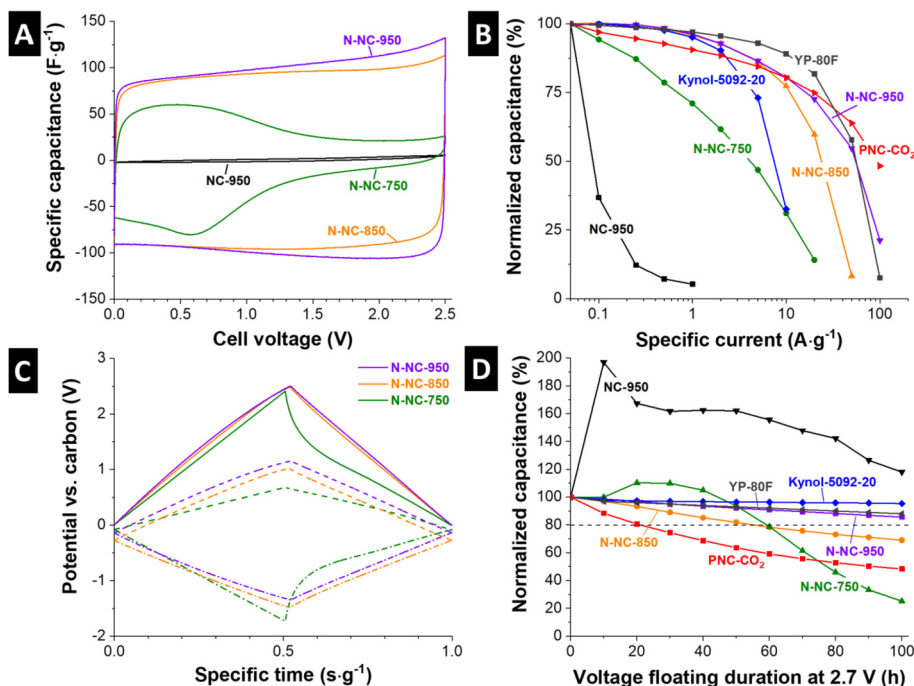 A
Specific capacitance (F·g⁻¹)
150
100
50
0
-50
-100
-150
N-NC-950
NC-950
N-NC-750
N-NC-850
0.0
0.5
1.0
1.5
2.0
2.5
Cell voltage (V)
B
Normalized capacitance (%)
100
75
50
25
0
YP-80F
Kynol-5092-20
N-NC-950
PNC-CO₂
N-NC-750
N-NC-850
NC-950
0.1
1
10
100
Specific current (A·g⁻¹)
C
Potential vs. carbon (V)
3
2
1
0
-1
-2
N-NC-950
N-NC-850
N-NC-750
0.0
0.5
1.0
Specific time (s·g⁻¹)
D
Normalized capacitance (%)
200
180
160
140
120
100
80
60
40
20
0
NC-950
Kynol-5092-20
YP-80F
N-NC-850
N-NC-950
PNC-CO₂
N-NC-750
0
20
40
60
80
100
Voltage floating duration at 2.7 V (h)